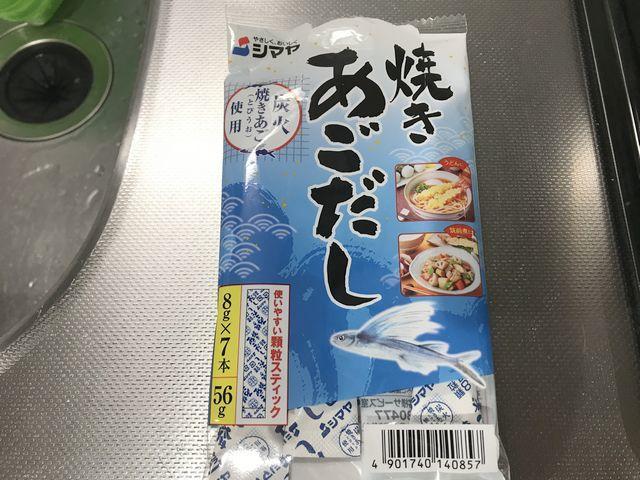 やさしく、おいしく
シマヤ
焼き
あごだし
炭火
焼きあご
(とびうお)
使用
うどん
筑前煮
8g×7本
56g
使いやすい顆粒スティック
4 901740 140857